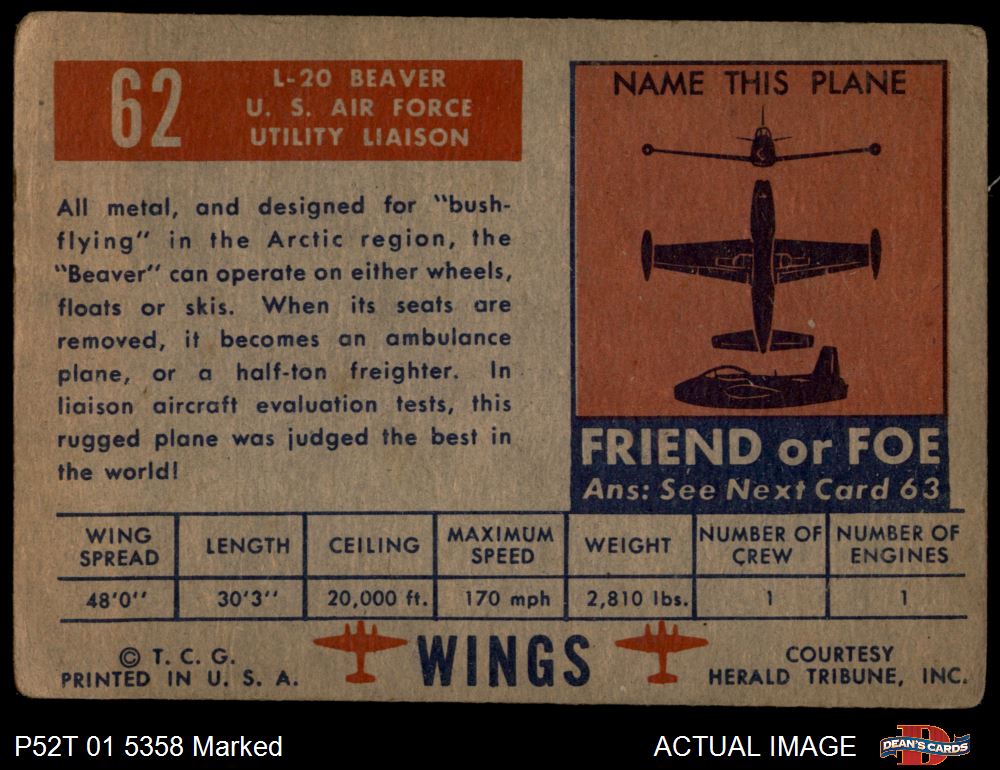 62
L-20 BEAVER
U. S. AIR FORCE
UTILITY LIAISON
All metal, and designed for "bush-
flying" in the Arctic region, the
"Beaver" can operate on either wheels,
floats or skis. When its seats are
removed, it becomes an ambulance
plane, or a half-ton freighter. In
liaison aircraft evaluation tests, this
rugged plane was judged the best in
the world!
NAME THIS PLANE
FRIEND or FOE
Ans: See Next Card 63
WING SPREAD
LENGTH
CEILING
MAXIMUM SPEED
WEIGHT
NUMBER OF CREW
NUMBER OF ENGINES
48'0''
30'3''
20,000 ft.
170 mph
2,810 lbs.
1
1
© T. C. G.
PRINTED IN U. S. A.
WINGS
COURTESY
HERALD TRIBUNE, INC.
P52T 01 5358 Marked
ACTUAL IMAGE
DEAN'S CARDS